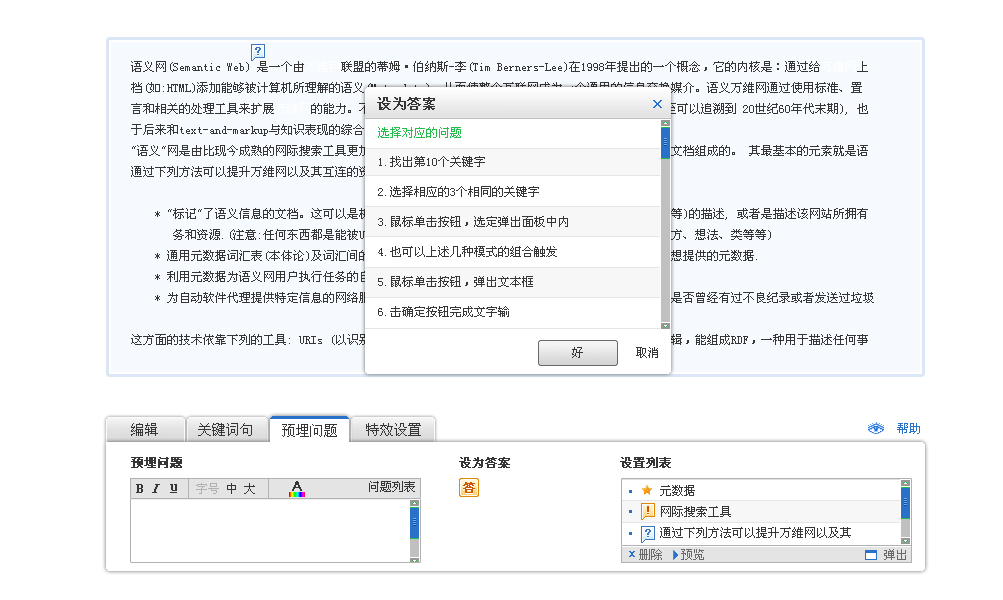 语义网(Semantic Web) 是一个由 联盟的蒂姆·伯纳斯-李(Tim Berners-Lee)在1998年提出的一个概念，它的内核是：通过给 上
档(如:HTML)添加能够被计算机所理解的语义 媒介。语义万维网通过使用标准、置
言和相关的处理工具来扩展 的能力。不 至可以追溯到 20世纪60年代末期), 也
于后来和text-and-markup与知识表现的综合
“语义”网是由比现今成熟的网际搜索工具更加 文档组成的。 其最基本的元素就是语
通过下列方法可以提升万维网以及其互连的资
* “标记”了语义信息的文档。这可以是 等)的描述, 或者是描述该网站所拥有
务和资源.(注意:任何东西都是能被U 方、想法、类等等)
* 通用元数据词汇表(本体论)及词汇间的 想提供的元数据.
* 利用元数据为语义网用户执行任务的自
* 为自动软件代理提供特定信息的网络服 是否曾经有过不良纪录或者发送过垃圾
这方面的技术依靠下列的工具: URIs (以识别 辑，能组成RDF，一种用于描述任何事
设为答案
选择对应的问题
1.找出第10个关键字
2.选择相应的3个相同的关键字
3.鼠标单击按钮，选定弹出面板中内
4.也可以上述几种模式的组合触发
5.鼠标单击按钮，弹出文本框
6.击确定按钮完成文字输
好 取消
编辑 关键词句 预埋问题 特效设置 帮助
预埋问题 设为答案 设置列表
B I U 字号 中 大 A 问题列表
答
元数据
网际搜索工具
通过下列方法可以提升万维网以及其
×删除 预览 弹出